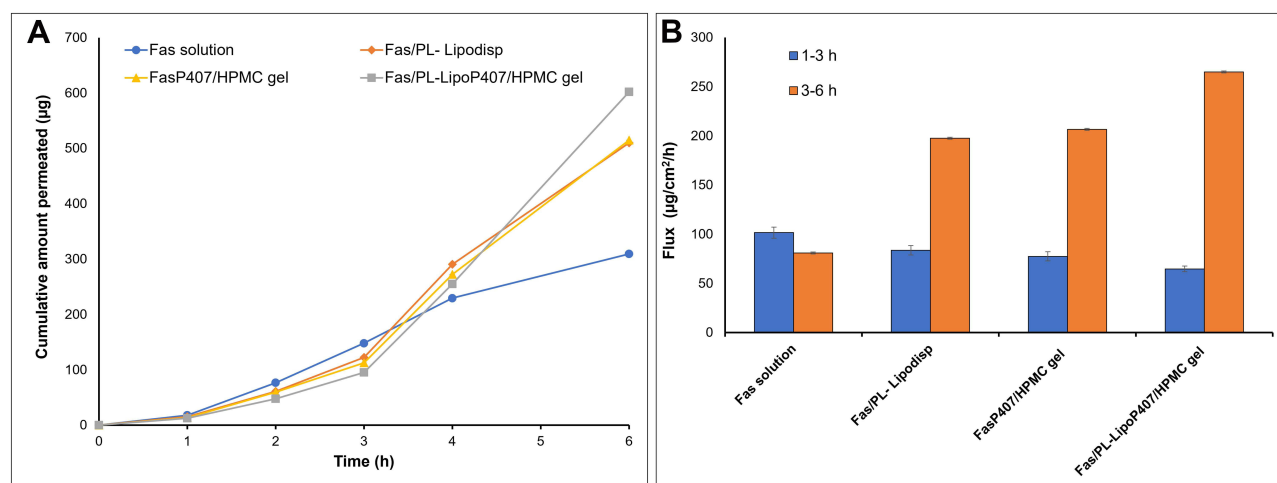 A
Fas solution
Fas/PL- Lipodisp
FasP407/HPMC gel
Fas/PL-LipoP407/HPMC gel
Cumulative amount permeated (µg)
700
600
500
400
300
200
100
0
0 1 2 3 4 5 6
Time (h)
B
1-3 h
3-6 h
Flux (µg/cm²/h)
300
250
200
150
100
50
0
Fas solution
Fas/PL- Lipodisp
FasP407/HPMC gel
Fas/PL-LipoP407/HPMC gel